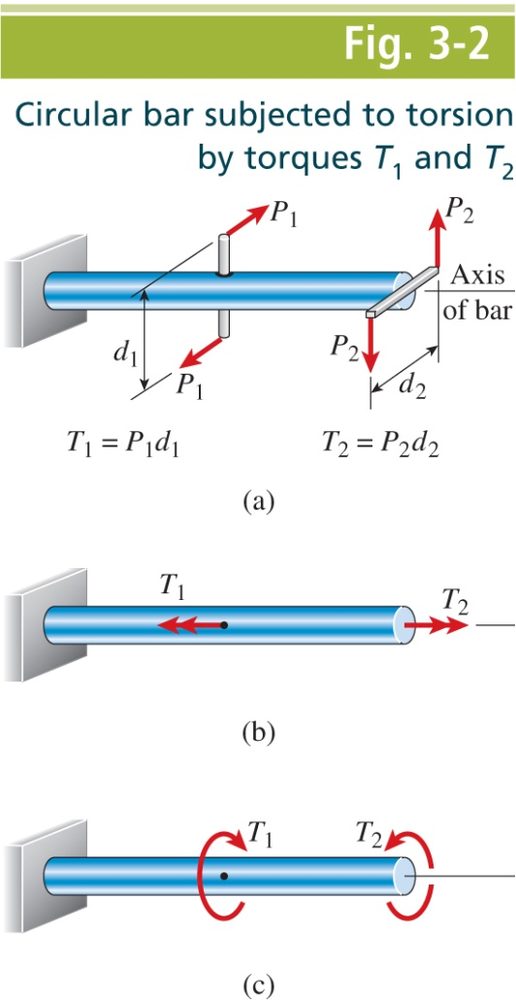 Fig. 3-2
Circular bar subjected to torsion
by torques T₁ and T₂
P₁
P₂
Axis
of bar
d₁
P₂
P₁
d₂
T₁ = P₁d₁
T₂ = P₂d₂
(a)
T₁
T₂
(b)
T₁
T₂
(c)